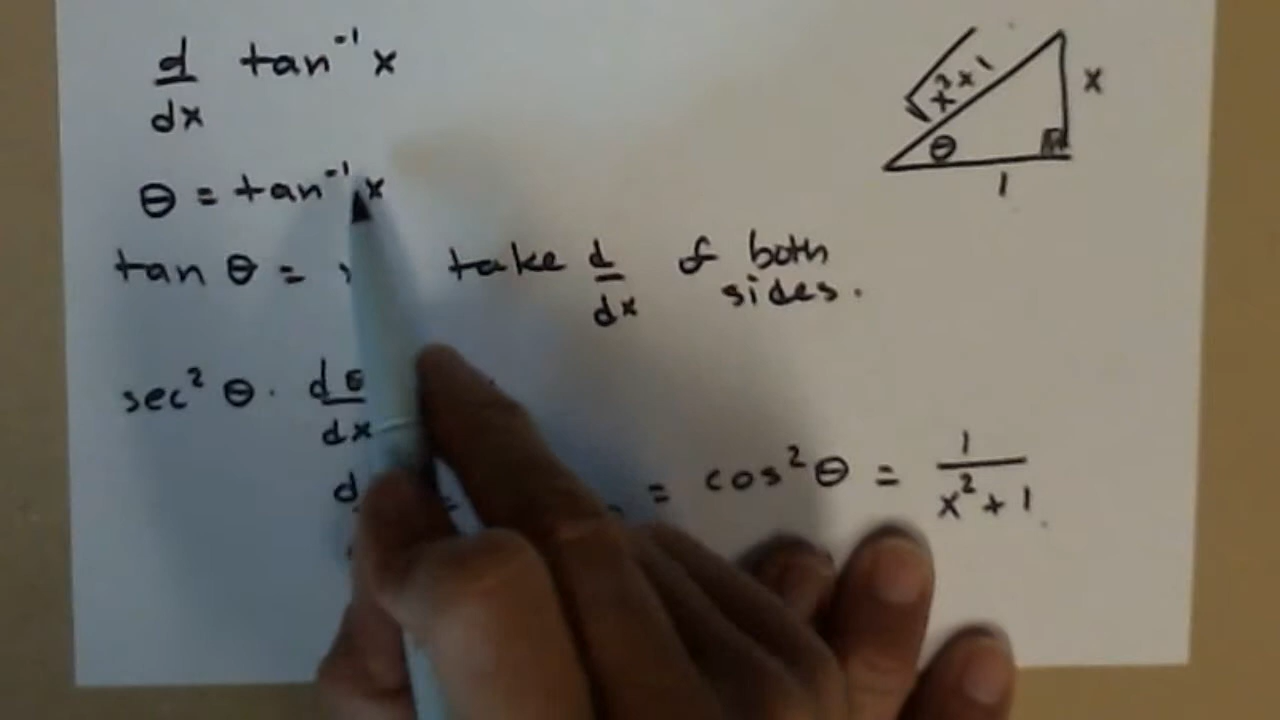 d/dx tan⁻¹ x
θ = tan⁻¹ x
tan θ = take d/dx of both
sides.
sec² θ · dθ/dx
d = cos² θ = 1/(x² + 1)
√(x² + 1)
x
θ
1